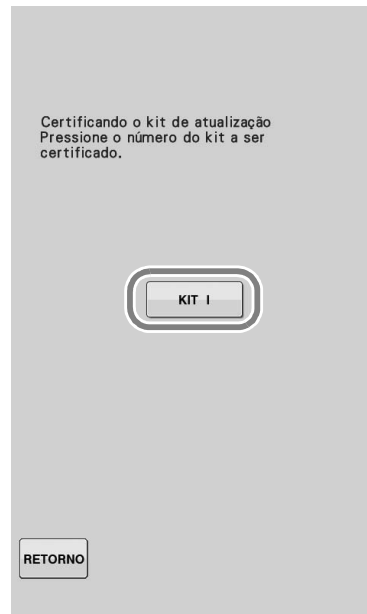 Certificando o kit de atualização
Pressione o número do kit a ser
certificado.
KIT I
RETORNO